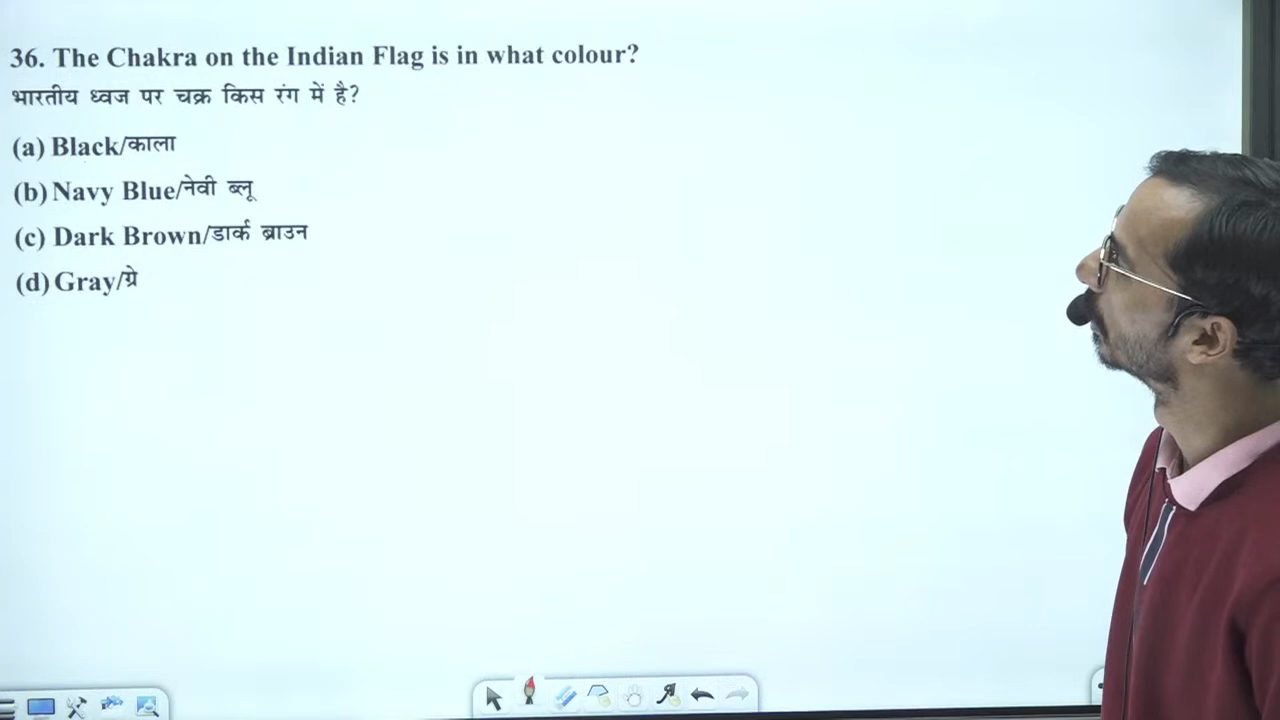 36. The Chakra on the Indian Flag is in what colour?
भारतीय ध्वज पर चक्र किस रंग में है?
(a) Black/काला
(b) Navy Blue/नेवी ब्लू
(c) Dark Brown/डार्क ब्राउन
(d) Gray/ग्रे